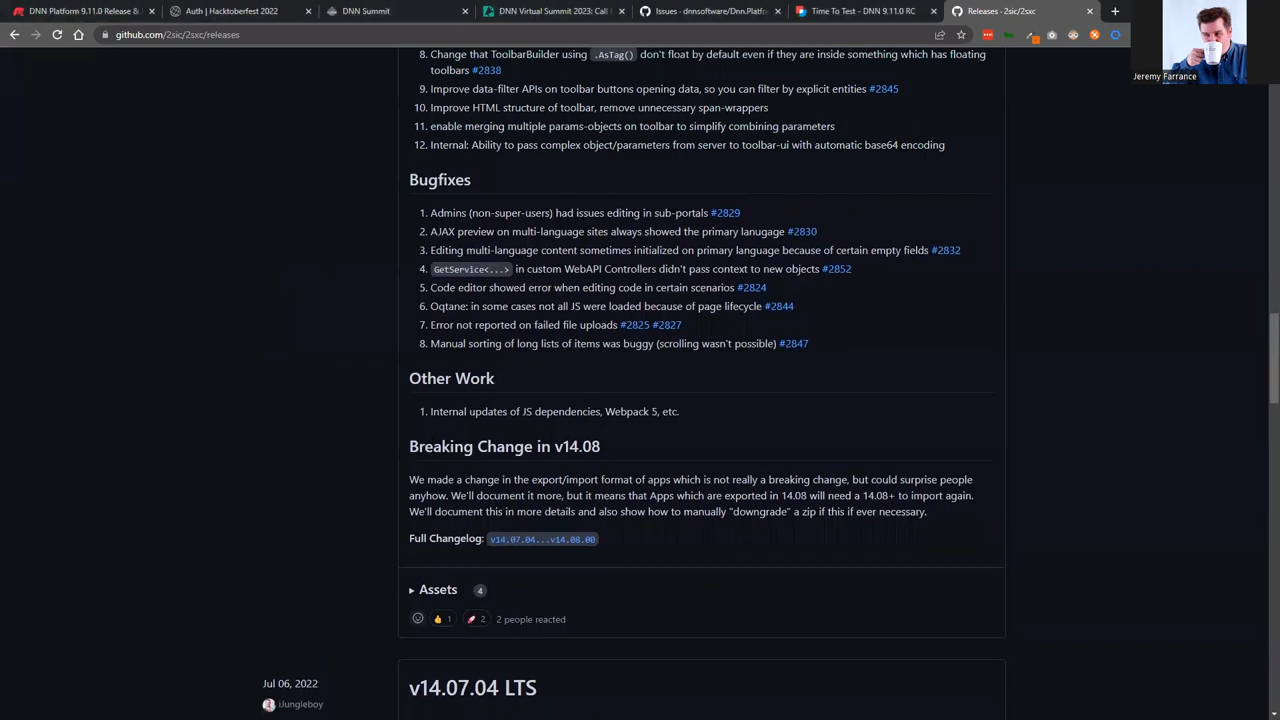 DNN Platform 9.11.0 Release &
Auth | Hacktoberfest 2022
DNN Summit
DNN Virtual Summit 2023: Call f
Issues · dnnsoftware/Dnn.Platfo
Time To Test – DNN 9.11.0 RC
Releases · 2sic/2sxc
github.com/2sic/2sxc/releases
Jeremy Farrance
8. Change that ToolbarBuilder using .AsTag() don't float by default even if they are inside something which has floating
toolbars #2838
9. Improve data-filter APIs on toolbar buttons opening data, so you can filter by explicit entities #2845
10. Improve HTML structure of toolbar, remove unnecessary span-wrappers
11. enable merging multiple params-objects on toolbar to simplify combining parameters
12. Internal: Ability to pass complex object/parameters from server to toolbar-ui with automatic base64 encoding
Bugfixes
1. Admins (non-super-users) had issues editing in sub-portals #2829
2. AJAX preview on multi-language sites always showed the primary lanugage #2830
3. Editing multi-language content sometimes initialized on primary language because of certain empty fields #2832
4. GetService<...> in custom WebAPI Controllers didn't pass context to new objects #2852
5. Code editor showed error when editing code in certain scenarios #2824
6. Oqtane: in some cases not all JS were loaded because of page lifecycle #2844
7. Error not reported on failed file uploads #2825 #2827
8. Manual sorting of long lists of items was buggy (scrolling wasn't possible) #2847
Other Work
1. Internal updates of JS dependencies, Webpack 5, etc.
Breaking Change in v14.08
We made a change in the export/import format of apps which is not really a breaking change, but could surprise people
anyhow. We'll document it more, but it means that Apps which are exported in 14.08 will need a 14.08+ to import again.
We'll document this in more details and also show how to manually "downgrade" a zip if this if ever necessary.
Full Changelog: v14.07.04...v14.08.00
Assets 4
1 2 2 people reacted
Jul 06, 2022
iJungleboy
v14.07.04 LTS